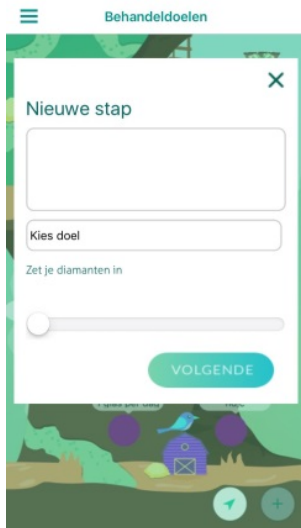 Behandeldoelen
Nieuwe stap
Kies doel
Zet je diamanten in
VOLGENDE